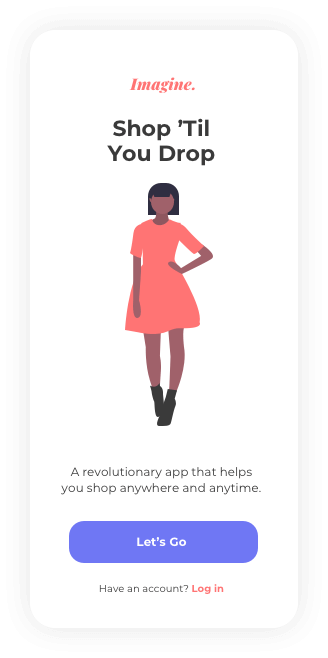 Imagine.
Shop ’Til
You Drop
A revolutionary app that helps
you shop anywhere and anytime.
Let’s Go
Have an account? Log in